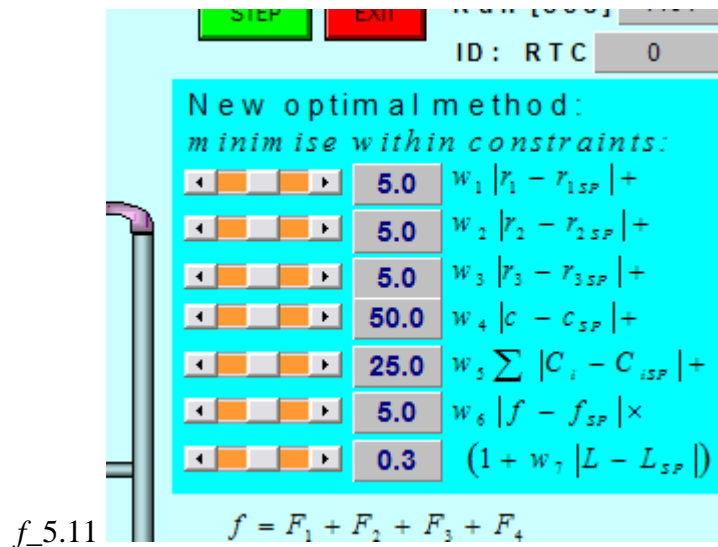 STEP EXIT Run [sec]
ID: RTC 0
New optimal method:
minimise within constraints:
5.0 w₁|r₁ − r₁SP|+
5.0 w₂|r₂ − r₂SP|+
5.0 w₃|r₃ − r₃SP|+
50.0 w₄|c − cSP|+
25.0 w₅∑|Cᵢ − CᵢSP|+
5.0 w₆|f − fSP|×
0.3 (1 + w₇|L − LSP|)
f_5.11 f = F₁ + F₂ + F₃ + F₄